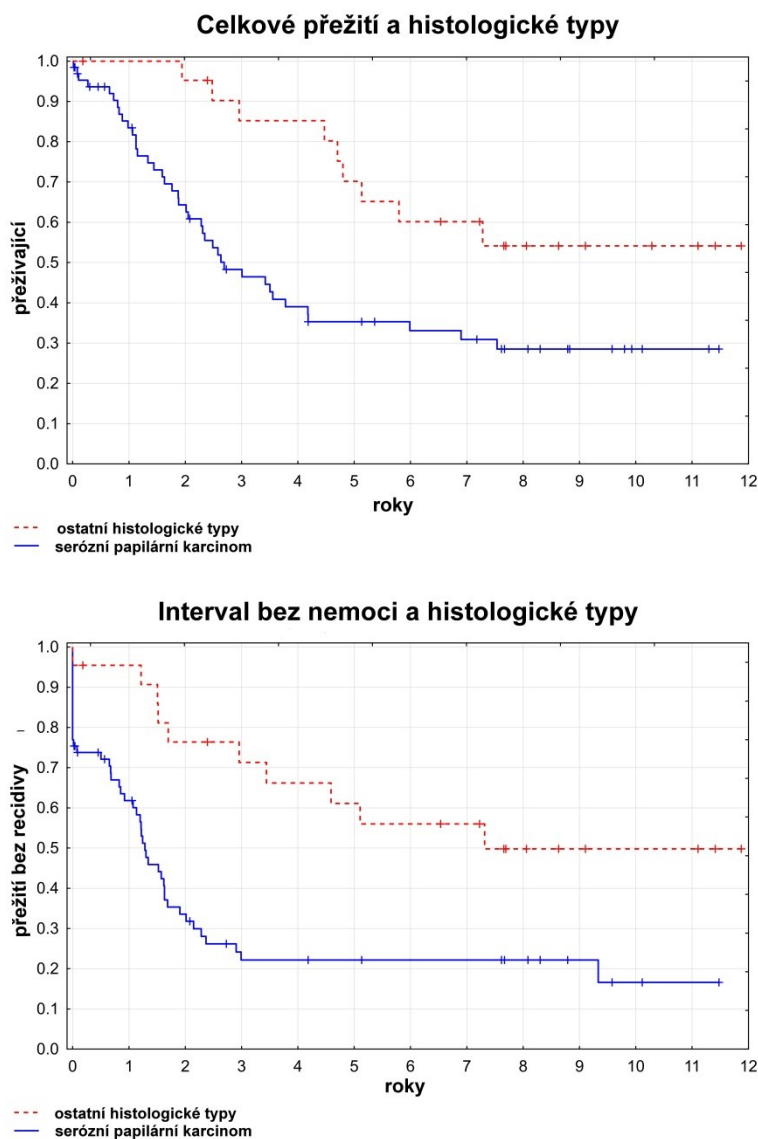 Celkové přežití a histologické typy
1.0
0.9
0.8
0.7
0.6
0.5
0.4
0.3
0.2
0.1
0.0
přežívající
0 1 2 3 4 5 6 7 8 9 10 11 12
roky
ostatní histologické typy
serózní papilární karcinom
Interval bez nemoci a histologické typy
1.0
0.9
0.8
0.7
0.6
0.5
0.4
0.3
0.2
0.1
0.0
přežití bez recidivy
0 1 2 3 4 5 6 7 8 9 10 11 12
roky
ostatní histologické typy
serózní papilární karcinom